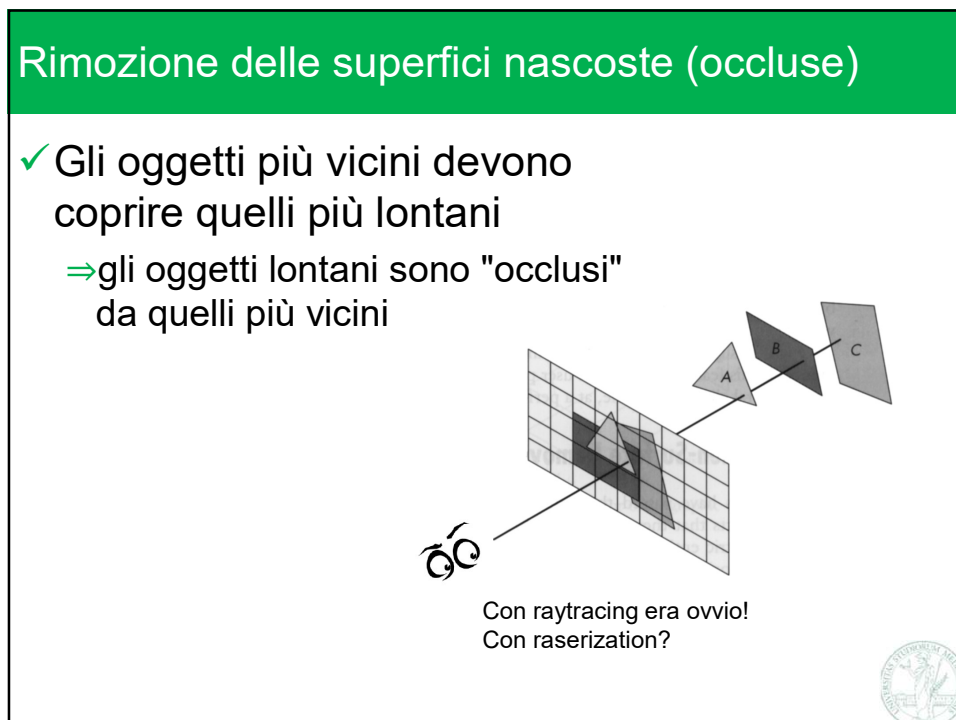 Rimozione delle superfici nascoste (occluse)
✓Gli oggetti più vicini devono
coprire quelli più lontani
⇒gli oggetti lontani sono "occlusi"
da quelli più vicini
A
B
C
Con raytracing era ovvio!
Con raserization?